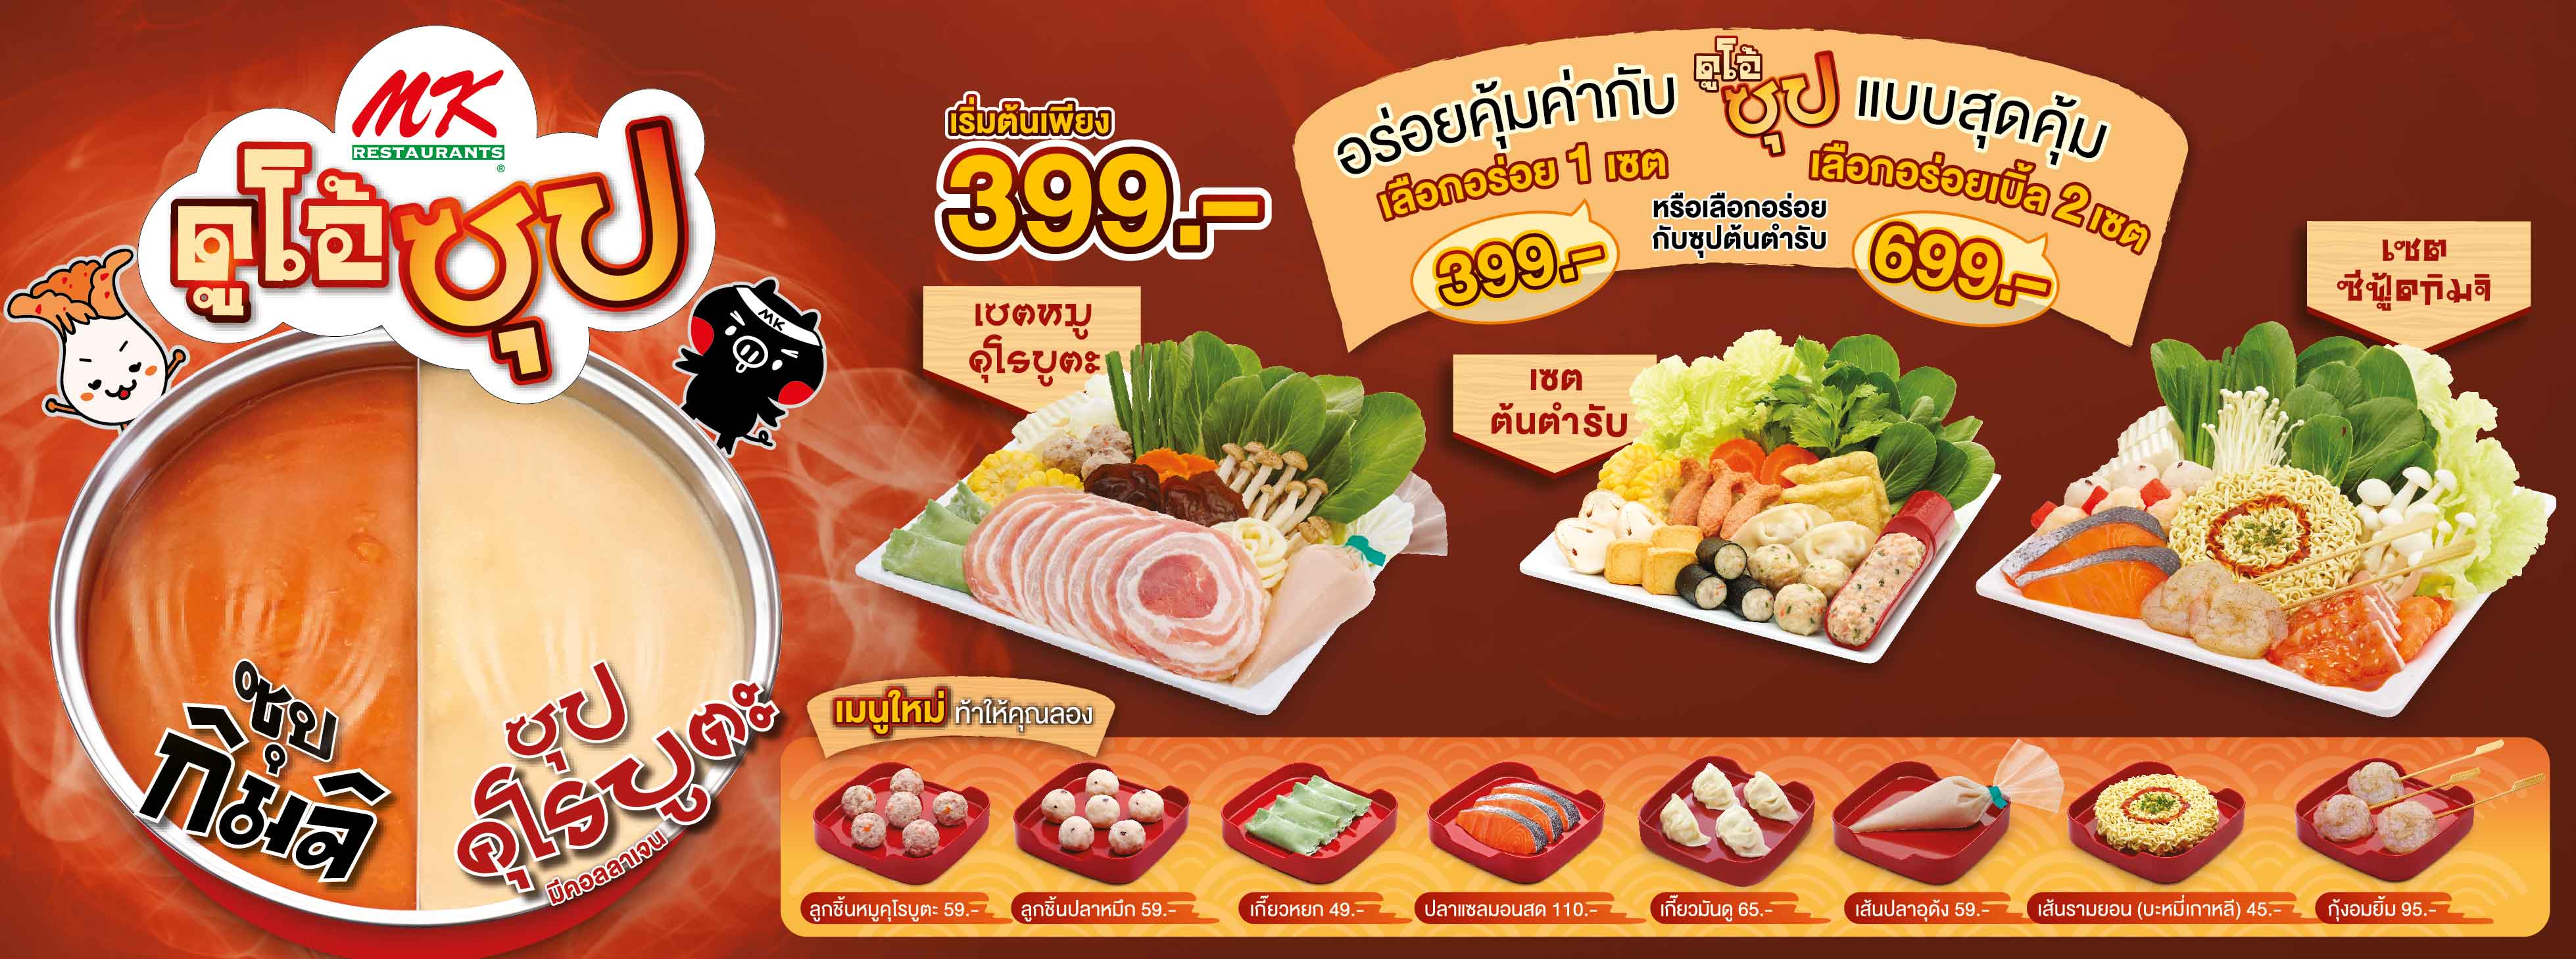 MK
RESTAURANTS
ดูโอ้ซุป
MK
ซุป
กิมจิ
ซุป
คุโรบูตะ
มีคอลลาเจน
เริ่มต้นเพียง
399.-
อร่อยคุ้มค่ากับ ดูโอ้ซุป แบบสุดคุ้ม
เลือกอร่อย 1 เซต
399.-
หรือเลือกอร่อย
กับซุปต้นตำรับ
เลือกอร่อยเบิ้ล 2 เซต
699.-
เซตหมู
คุโรบูตะ
เซต
ต้นตำรับ
เซต
ซีฟู้ดกิมจิ
เมนูใหม่ ท้าให้คุณลอง
ลูกชิ้นหมูคุโรบูตะ 59.-
ลูกชิ้นปลาหมึก 59.-
เกี๊ยวหยก 49.-
ปลาแซลมอนสด 110.-
เกี๊ยวมันดู 65.-
เส้นปลาอุด้ง 59.-
เส้นรามยอน (บะหมี่เกาหลี) 45.-
กุ้งอมยิ้ม 95.-